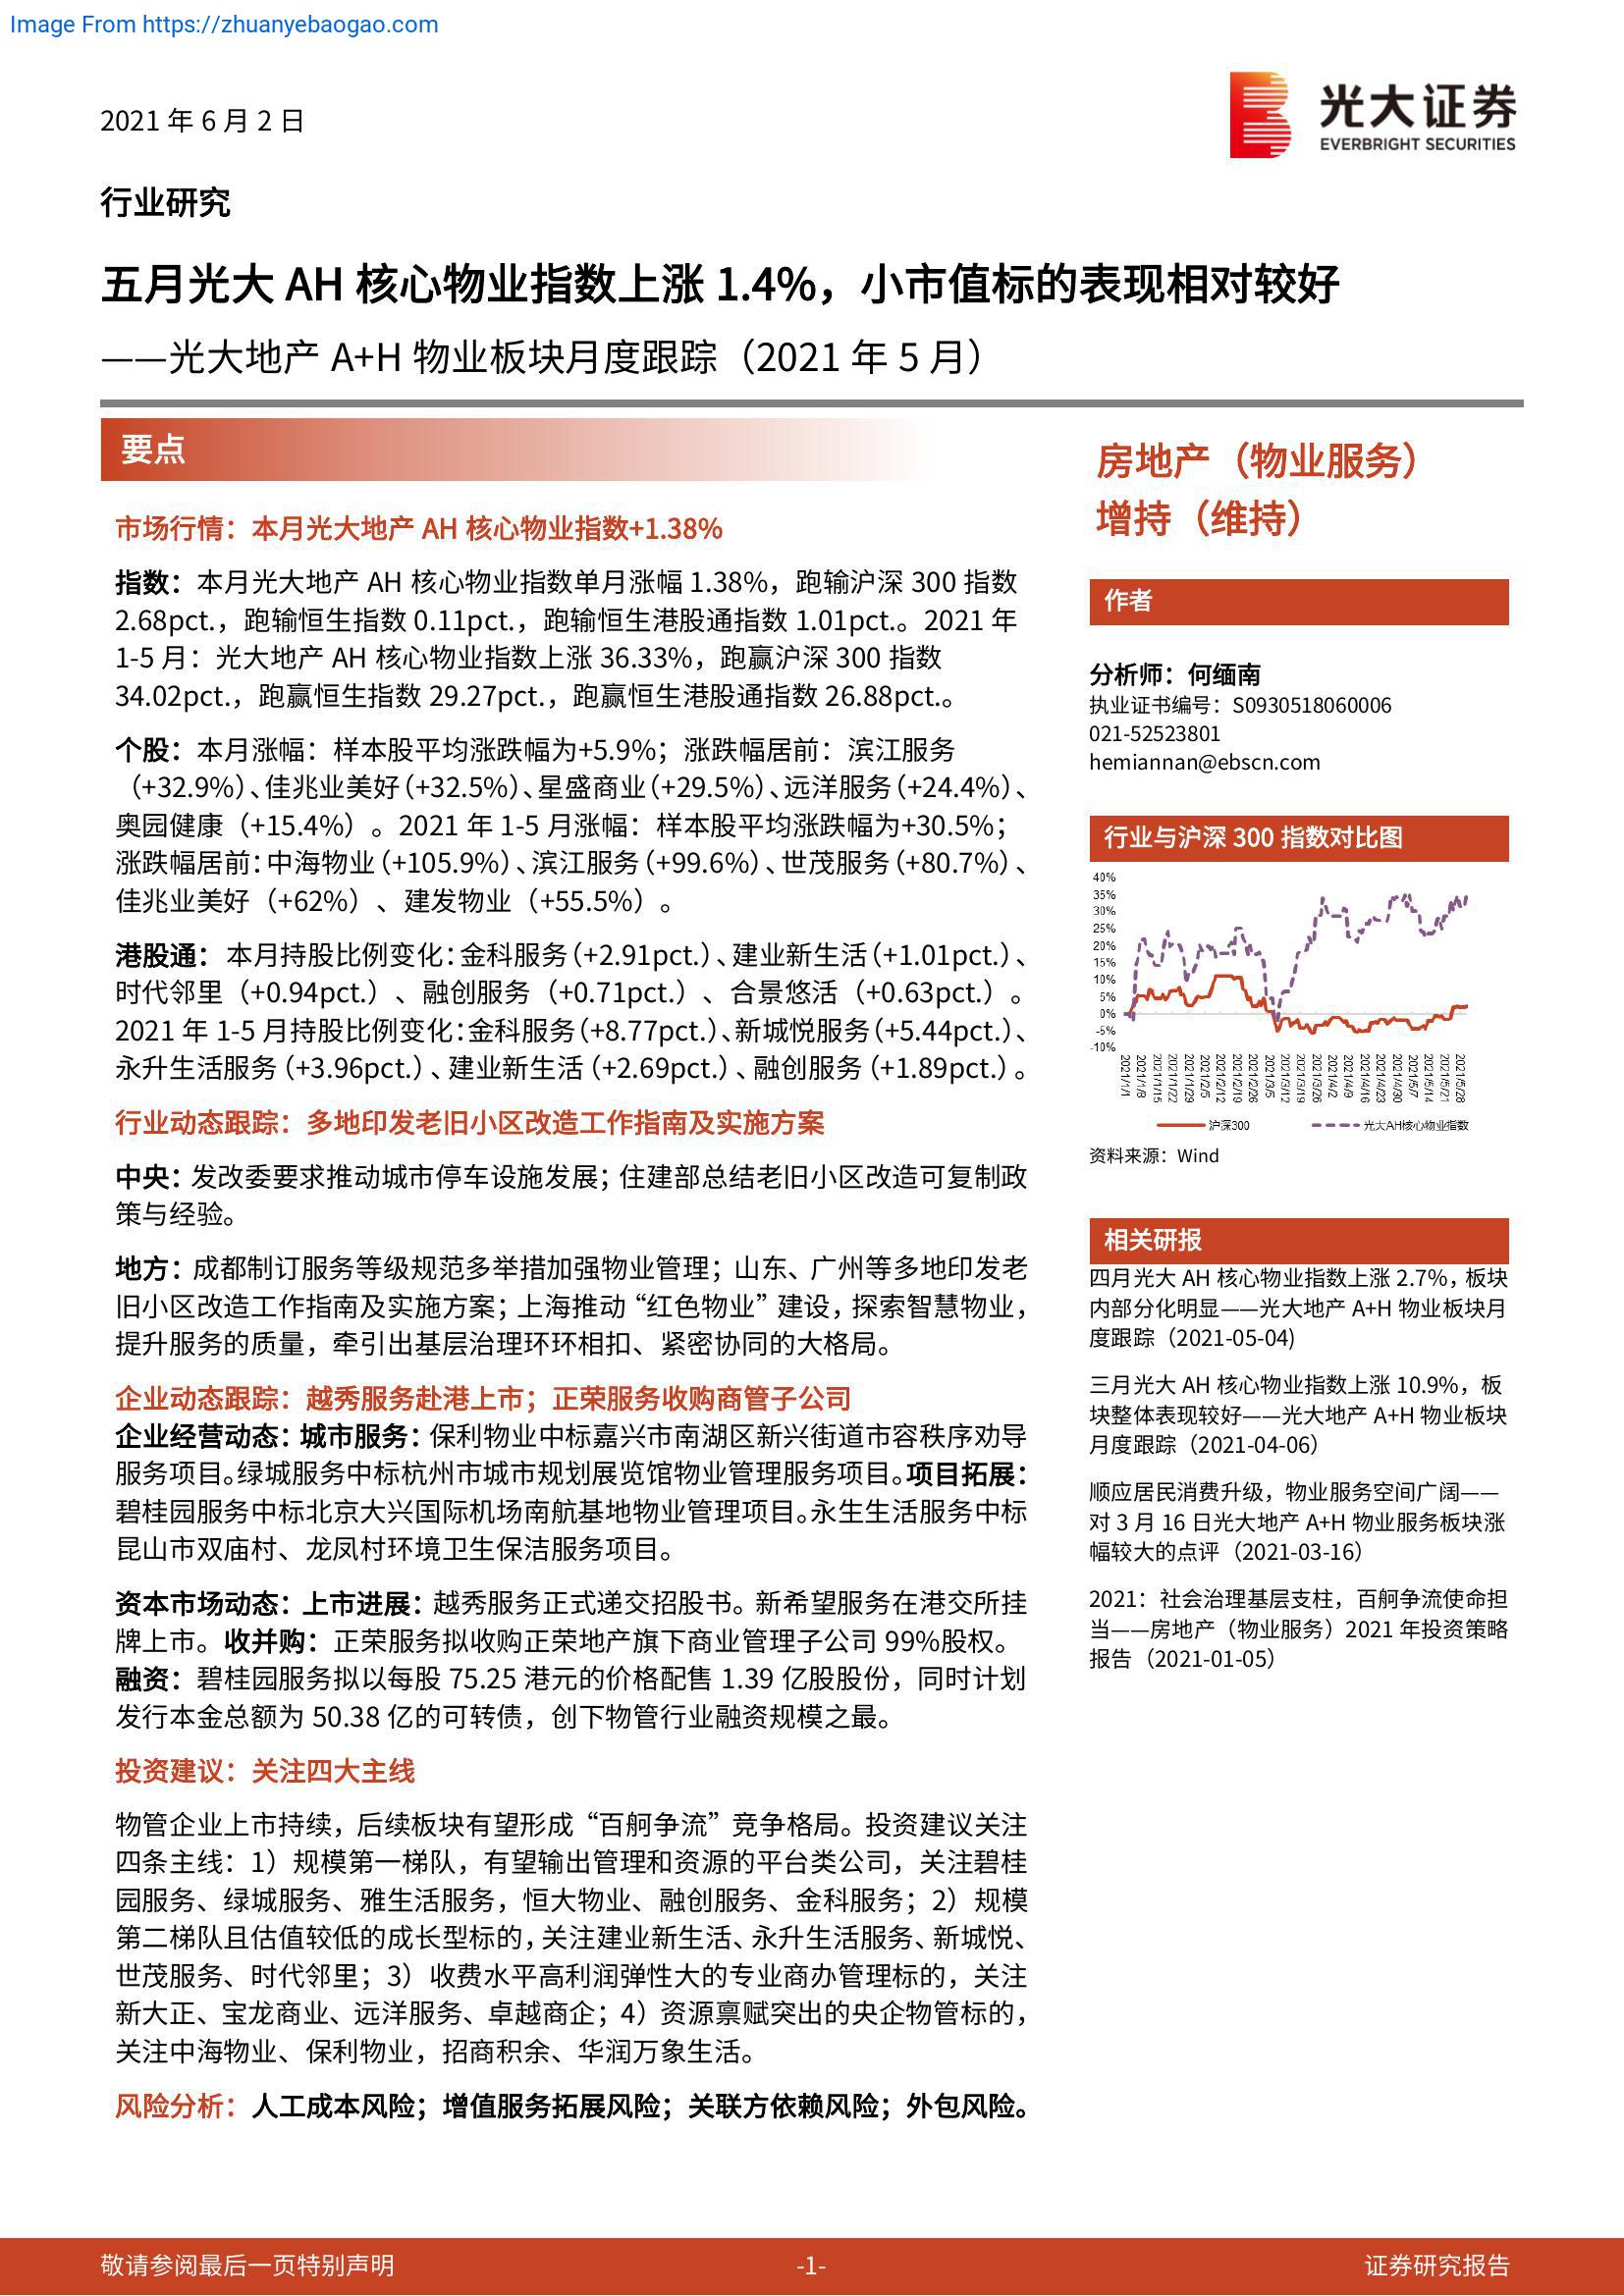 Image From https://zhuanyebaogao.com
2021 年 6 月 2 日
光大证券
EVERBRIGHT SECURITIES
行业研究
五月光大 AH 核心物业指数上涨 1.4%，小市值标的表现相对较好
——光大地产 A+H 物业板块月度跟踪（2021 年 5 月）
要点
市场行情：本月光大地产 AH 核心物业指数+1.38%
指数：本月光大地产 AH 核心物业指数单月涨幅 1.38%，跑输沪深 300 指数
2.68pct.，跑输恒生指数 0.11pct.，跑输恒生港股通指数 1.01pct.。2021 年
1-5 月：光大地产 AH 核心物业指数上涨 36.33%，跑赢沪深 300 指数
34.02pct.，跑赢恒生指数 29.27pct.，跑赢恒生港股通指数 26.88pct.。
个股：本月涨幅：样本股平均涨跌幅为+5.9%；涨跌幅居前：滨江服务
（+32.9%）、佳兆业美好（+32.5%）、星盛商业（+29.5%）、远洋服务（+24.4%）、
奥园健康（+15.4%）。2021 年 1-5 月涨幅：样本股平均涨跌幅为+30.5%；
涨跌幅居前：中海物业（+105.9%）、滨江服务（+99.6%）、世茂服务（+80.7%）、
佳兆业美好（+62%）、建发物业（+55.5%）。
港股通：本月持股比例变化：金科服务（+2.91pct.）、建业新生活（+1.01pct.）、
时代邻里（+0.94pct.）、融创服务（+0.71pct.）、合景悠活（+0.63pct.）。
2021 年 1-5 月持股比例变化：金科服务（+8.77pct.）、新城悦服务（+5.44pct.）、
永升生活服务（+3.96pct.）、建业新生活（+2.69pct.）、融创服务（+1.89pct.）。
行业动态跟踪：多地印发老旧小区改造工作指南及实施方案
中央：发改委要求推动城市停车设施发展；住建部总结老旧小区改造可复制政
策与经验。
地方：成都制订服务等级规范多举措加强物业管理；山东、广州等多地印发老
旧小区改造工作指南及实施方案；上海推动“红色物业”建设，探索智慧物业，
提升服务的质量，牵引出基层治理环环相扣、紧密协同的大格局。
企业动态跟踪：越秀服务赴港上市；正荣服务收购商管子公司
企业经营动态：城市服务：保利物业中标嘉兴市南湖区新兴街道市容秩序劝导
服务项目。绿城服务中标杭州市城市规划展览馆物业管理服务项目。项目拓展：
碧桂园服务中标北京大兴国际机场南航基地物业管理项目。永生生活服务中标
昆山市双庙村、龙凤村环境卫生保洁服务项目。
资本市场动态：上市进展：越秀服务正式递交招股书。新希望服务在港交所挂
牌上市。收并购：正荣服务拟收购正荣地产旗下商业管理子公司 99%股权。
融资：碧桂园服务拟以每股 75.25 港元的价格配售 1.39 亿股股份，同时计划
发行本金总额为 50.38 亿的可转债，创下物管行业融资规模之最。
投资建议：关注四大主线
物管企业上市持续，后续板块有望形成“百舸争流”竞争格局。投资建议关注
四条主线：1）规模第一梯队，有望输出管理和资源的平台类公司，关注碧桂
园服务、绿城服务、雅生活服务，恒大物业、融创服务、金科服务；2）规模
第二梯队且估值较低的成长型标的，关注建业新生活、永升生活服务、新城悦、
世茂服务、时代邻里；3）收费水平高利润弹性大的专业商办管理标的，关注
新大正、宝龙商业、远洋服务、卓越商企；4）资源禀赋突出的央企物管标的，
关注中海物业、保利物业，招商积余、华润万象生活。
风险分析：人工成本风险；增值服务拓展风险；关联方依赖风险；外包风险。
房地产（物业服务）
增持（维持）
作者
分析师：何缅南
执业证书编号：S0930518060006
021-52523801
hemiannan@ebscn.com
行业与沪深 300 指数对比图
40%
35%
30%
25%
20%
15%
10%
5%
0%
-5%
-10%
2021/1/1
2021/1/8
2021/1/15
2021/1/22
2021/1/29
2021/2/5
2021/2/12
2021/2/19
2021/2/26
2021/3/5
2021/3/12
2021/3/19
2021/3/26
2021/4/2
2021/4/9
2021/4/16
2021/4/23
2021/4/30
2021/5/7
2021/5/14
2021/5/21
2021/5/28
沪深300
光大AH核心物业指数
资料来源：Wind
相关研报
四月光大 AH 核心物业指数上涨 2.7%，板块
内部分化明显——光大地产 A+H 物业板块月
度跟踪（2021-05-04)
三月光大 AH 核心物业指数上涨 10.9%，板
块整体表现较好——光大地产 A+H 物业板块
月度跟踪（2021-04-06）
顺应居民消费升级，物业服务空间广阔——
对 3 月 16 日光大地产 A+H 物业服务板块涨
幅较大的点评（2021-03-16）
2021：社会治理基层支柱，百舸争流使命担
当——房地产（物业服务）2021 年投资策略
报告（2021-01-05）
敬请参阅最后一页特别声明
-1-
证券研究报告